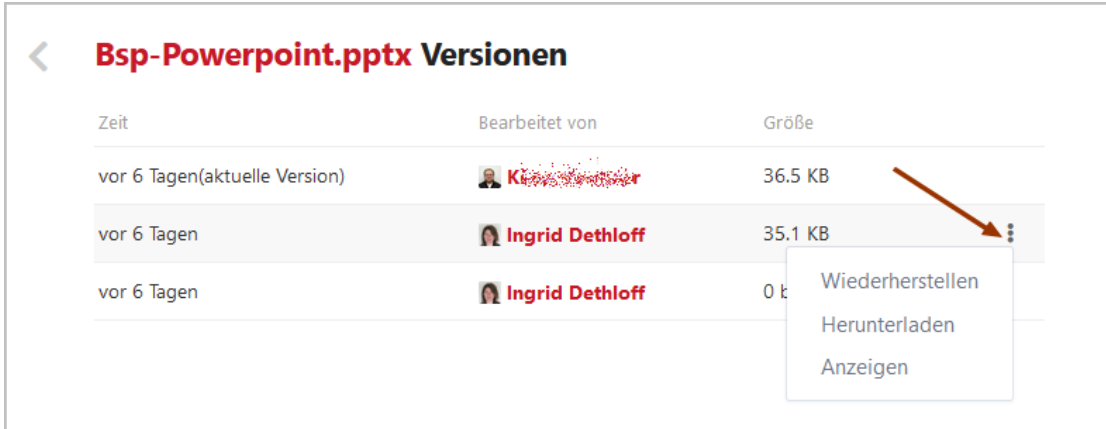 Bsp-Powerpoint.pptx Versionen
Zeit Bearbeitet von Größe
vor 6 Tagen(aktuelle Version) 36.5 KB
vor 6 Tagen Ingrid Dethloff 35.1 KB
vor 6 Tagen Ingrid Dethloff 0
Wiederherstellen
Herunterladen
Anzeigen